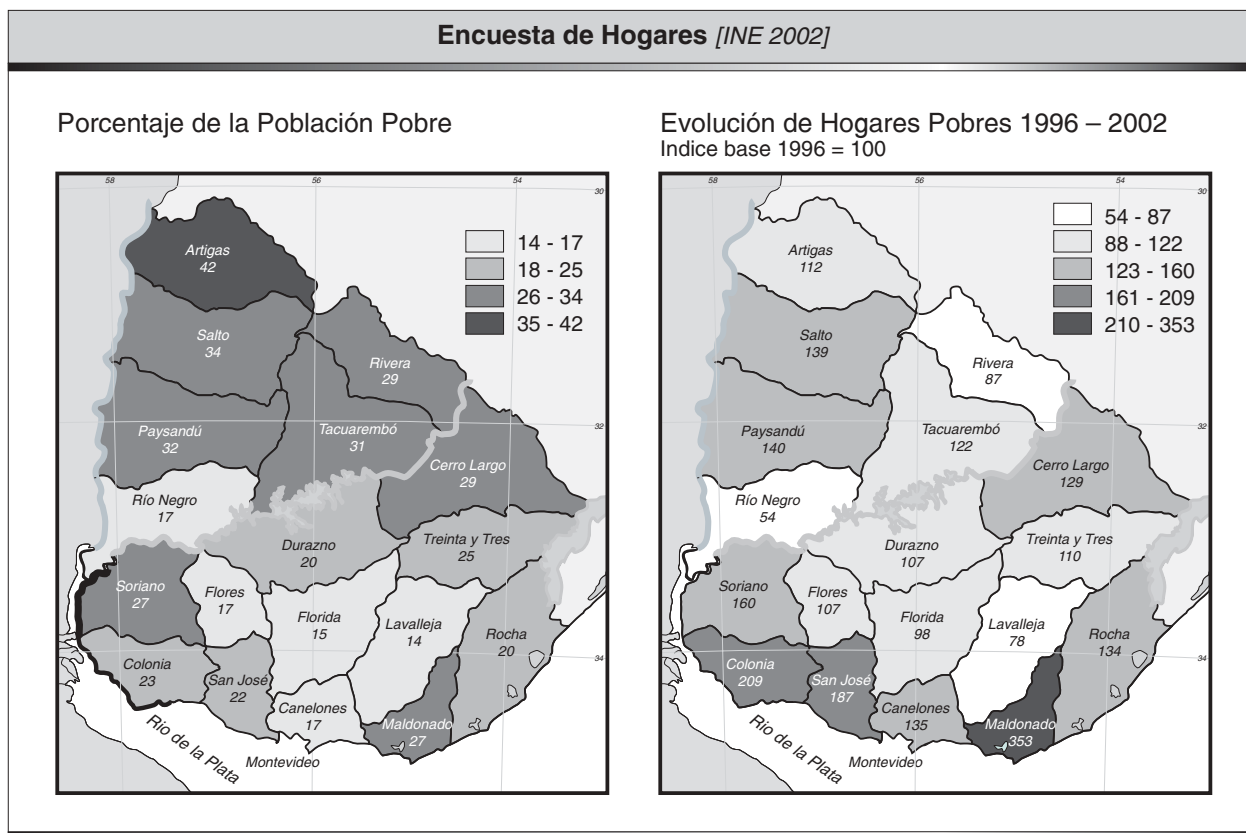 Encuesta de Hogares [INE 2002]
Porcentaje de la Población Pobre
58
56
54
30
32
34
14 - 17
18 - 25
26 - 34
35 - 42
Artigas
42
Salto
34
Rivera
29
Paysandú
32
Tacuarembó
31
Cerro Largo
29
Río Negro
17
Durazno
20
Treinta y Tres
25
Soriano
27
Flores
17
Florida
15
Lavalleja
14
Rocha
20
Colonia
23
San José
22
Canelones
17
Maldonado
27
Río de la Plata
Montevideo
Evolución de Hogares Pobres 1996 – 2002
Indice base 1996 = 100
58
56
54
30
32
34
54 - 87
88 - 122
123 - 160
161 - 209
210 - 353
Artigas
112
Salto
139
Rivera
87
Paysandú
140
Tacuarembó
122
Cerro Largo
129
Río Negro
54
Durazno
107
Treinta y Tres
110
Soriano
160
Flores
107
Florida
98
Lavalleja
78
Rocha
134
Colonia
209
San José
187
Canelones
135
Maldonado
353
Río de la Plata
Montevideo